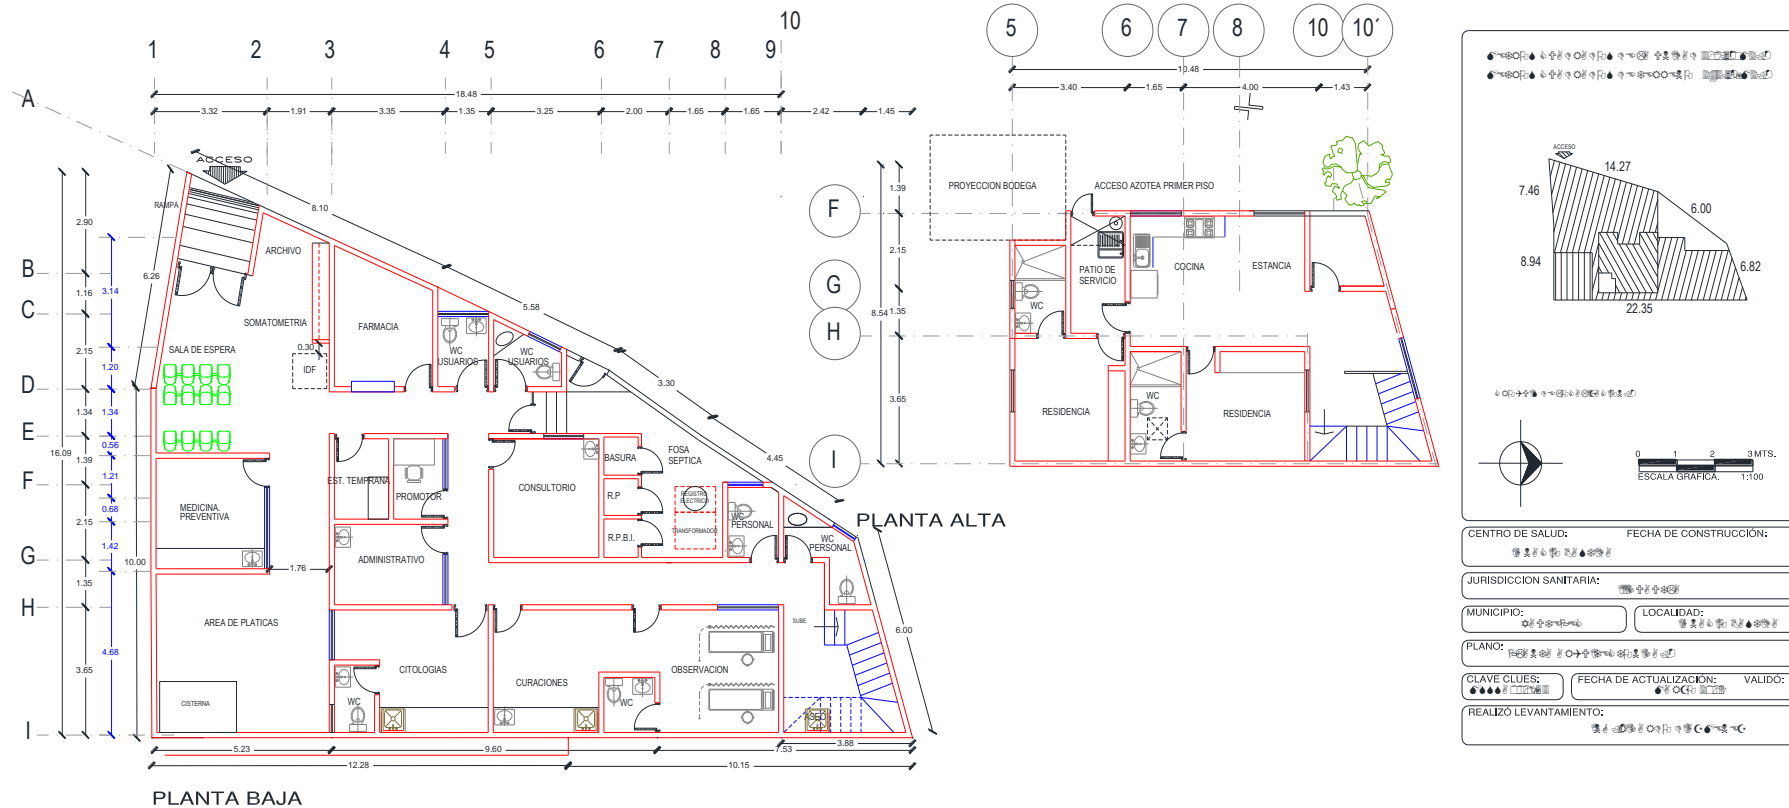 1 2 3 4 5 6 7 8 9 10
18.48
3.32 1.91 3.35 1.35 3.25 2.00 1.65 1.65 2.42 1.45
A
B
C
D
E
F
G
H
I
16.09
2.90
1.16
2.15
1.34
1.39
2.15
1.35
3.65
3.14
1.20
1.34
0.56
1.21
0.68
1.42
4.68
6.26
10.00
ACCESO
RAMPA
8.10
5.58
3.30
4.45
6.00
ARCHIVO
SOMATOMETRIA
FARMACIA
SALA DE ESPERA
0.30
IDF
WC
USUARIOS
WC
USUARIOS
EST. TEMPRANA
PROMOTOR
CONSULTORIO
BASURA
R.P
R.P.B.I.
FOSA
SEPTICA
REGISTRO
ELECTRICO
TRANSFORMADOR
WC
PERSONAL
WC
PERSONAL
MEDICINA.
PREVENTIVA
ADMINISTRATIVO
1.76
AREA DE PLATICAS
CISTERNA
CITOLOGIAS
WC
CURACIONES
WC
OBSERVACION
SUBE
ASEO
5.23 9.60 7.53 3.88
12.28 10.15
PLANTA BAJA
5 6 7 8 10 10´
10.48
3.40 1.65 4.00 1.43
F
G
H
I
8.54
1.39
2.15
1.35
3.65
PROYECCION BODEGA
ACCESO AZOTEA PRIMER PISO
PATIO DE
SERVICIO
COCINA
ESTANCIA
WC
WC
RESIDENCIA
RESIDENCIA
PLANTA ALTA
ACCESO
14.27
7.46
6.00
8.94
6.82
22.35
0 1 2 3 MTS.
ESCALA GRAFICA. 1:100
CENTRO DE SALUD: FECHA DE CONSTRUCCIÓN:
JURISDICCION SANITARIA:
MUNICIPIO: LOCALIDAD:
PLANO:
CLAVE CLUES: FECHA DE ACTUALIZACIÓN: VALIDÓ:
REALIZÓ LEVANTAMIENTO: